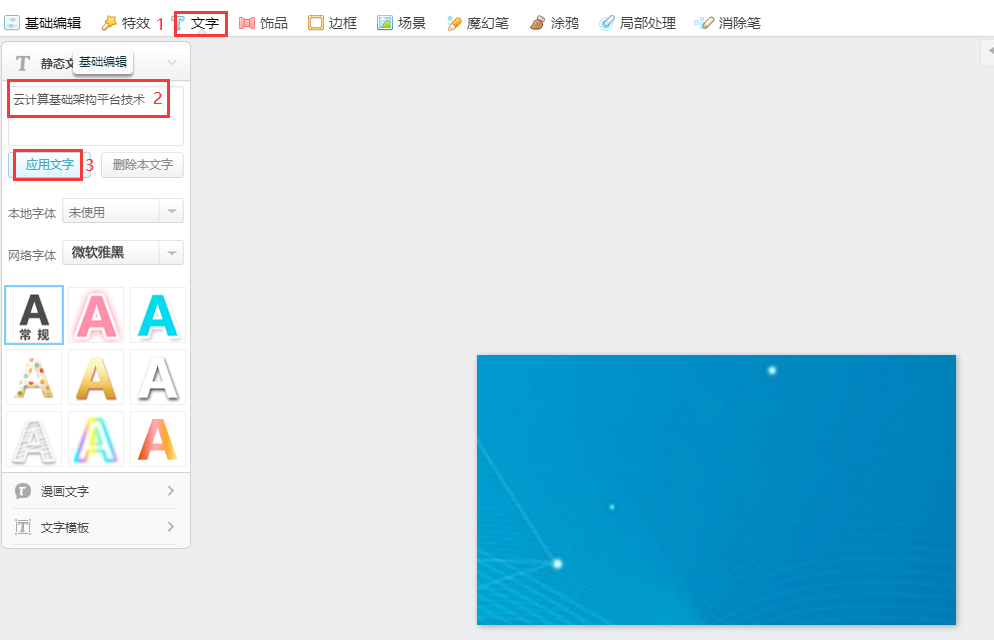 基础编辑 特效 1 文字 饰品 边框 场景 魔幻笔 涂鸦 局部处理 消除笔
T 静态文 基础编辑
云计算基础架构平台技术 2
应用文字 3 删除本文字
本地字体 未使用
网络字体 微软雅黑
A 常 规 A A
A A A
A A A
漫画文字
T 文字模板